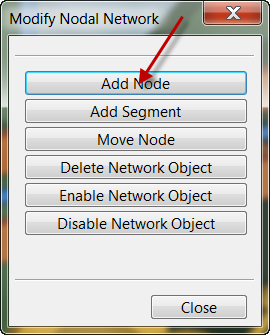 Modify Nodal Network
Add Node
Add Segment
Move Node
Delete Network Object
Enable Network Object
Disable Network Object
Close